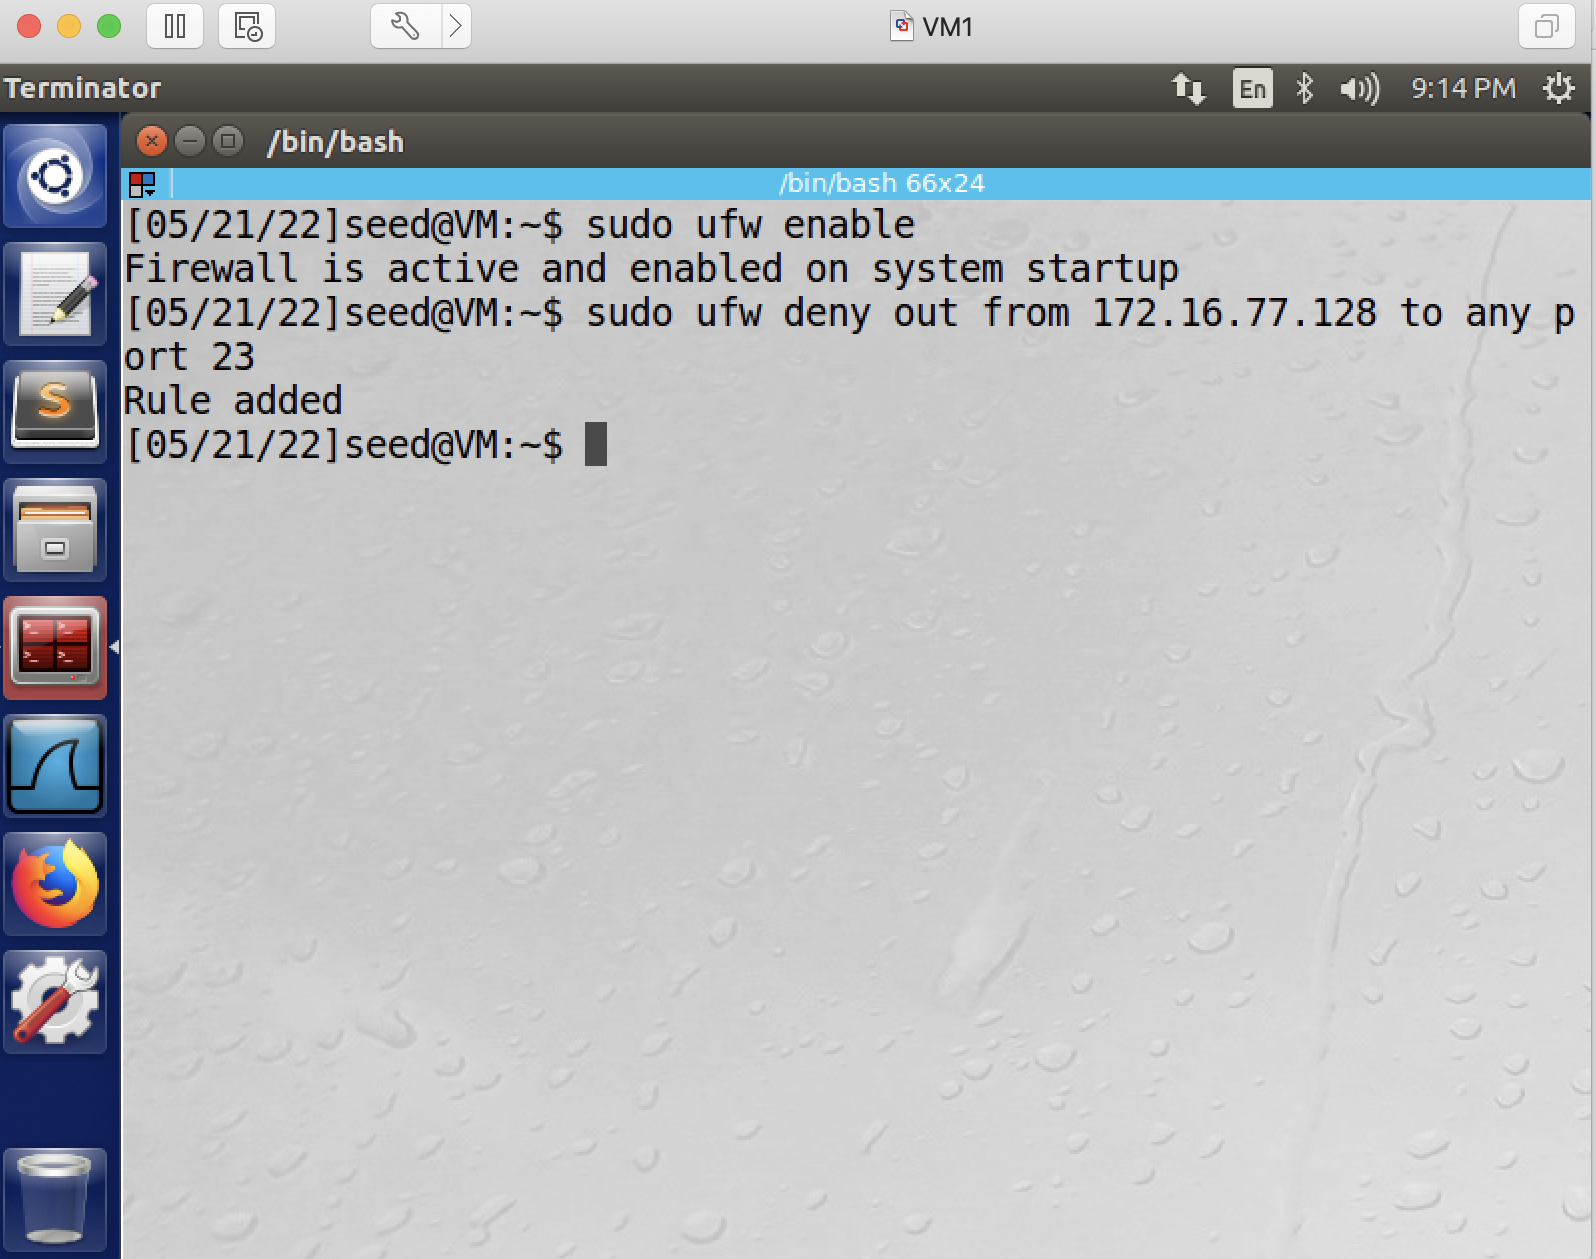 VM1
Terminator
En
9:14 PM
/bin/bash
/bin/bash 66x24
[05/21/22]seed@VM:~$ sudo ufw enable
Firewall is active and enabled on system startup
[05/21/22]seed@VM:~$ sudo ufw deny out from 172.16.77.128 to any p
ort 23
Rule added
[05/21/22]seed@VM:~$